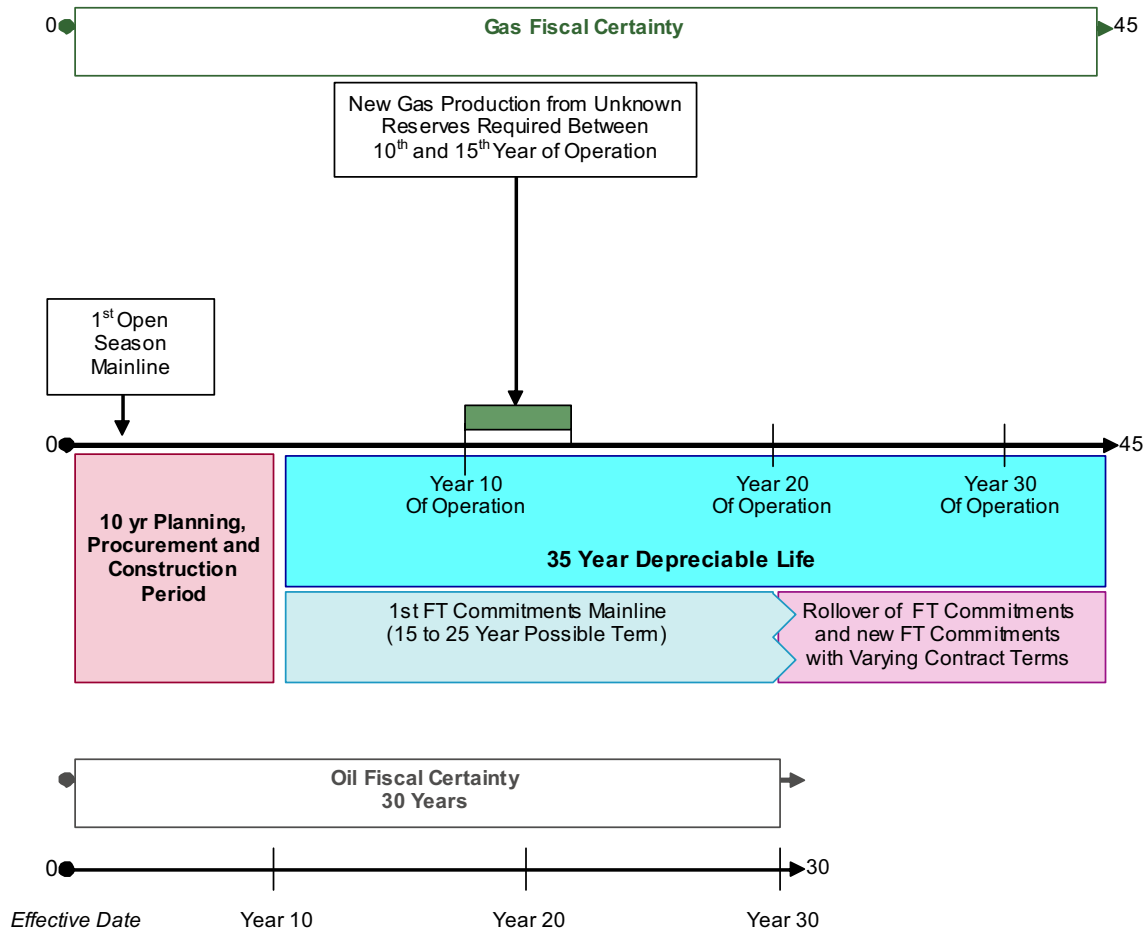 0
Gas Fiscal Certainty
45
New Gas Production from Unknown
Reserves Required Between
10th and 15th Year of Operation
1st Open
Season
Mainline
0
45
Year 10
Of Operation
Year 20
Of Operation
Year 30
Of Operation
10 yr Planning,
Procurement and
Construction
Period
35 Year Depreciable Life
1st FT Commitments Mainline
(15 to 25 Year Possible Term)
Rollover of FT Commitments
and new FT Commitments
with Varying Contract Terms
Oil Fiscal Certainty
30 Years
0
30
Effective Date
Year 10
Year 20
Year 30